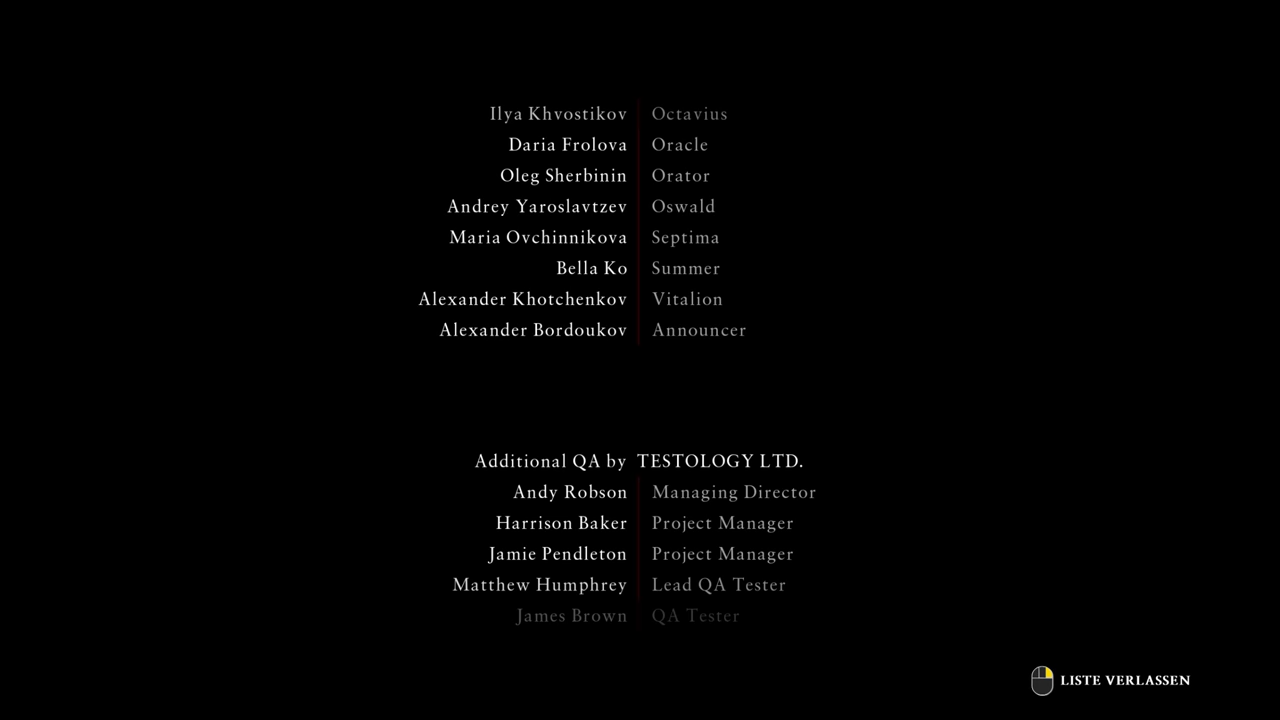 Ilya Khvostikov Octavius
Daria Frolova Oracle
Oleg Sherbinin Orator
Andrey Yaroslavtzev Oswald
Maria Ovchinnikova Septima
Bella Ko Summer
Alexander Khotchenkov Vitalion
Alexander Bordoukov Announcer
Additional QA by TESTOLOGY LTD.
Andy Robson Managing Director
Harrison Baker Project Manager
Jamie Pendleton Project Manager
Matthew Humphrey Lead QA Tester
James Brown QA Tester
LISTE VERLASSEN